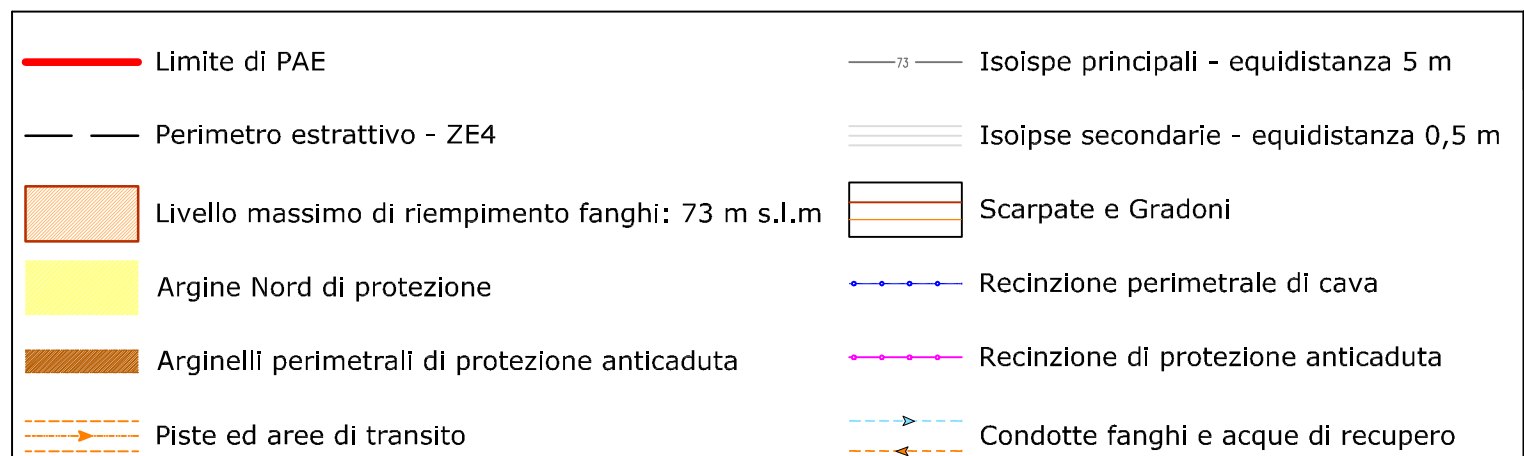 Limite di PAE
Perimetro estrattivo - ZE4
Livello massimo di riempimento fanghi: 73 m s.l.m
Argine Nord di protezione
Arginelli perimetrali di protezione anticaduta
Piste ed aree di transito
73
Isoispe principali - equidistanza 5 m
Isoipse secondarie - equidistanza 0,5 m
Scarpate e Gradoni
Recinzione perimetrale di cava
Recinzione di protezione anticaduta
Condotte fanghi e acque di recupero